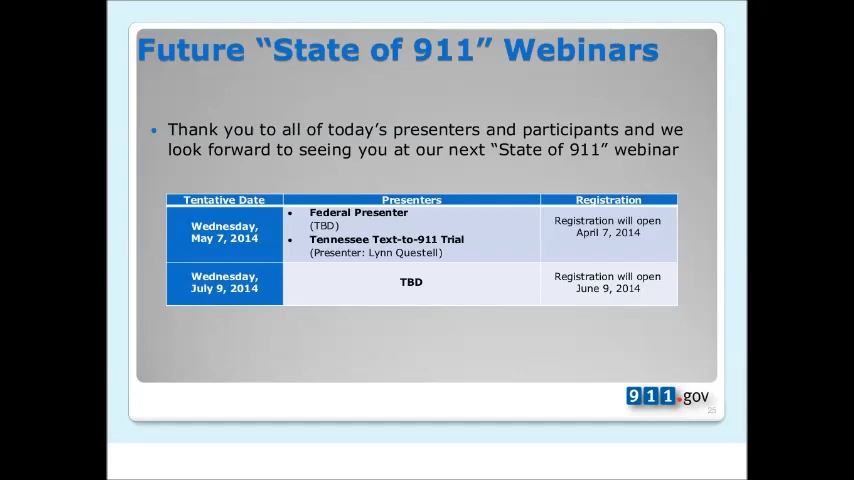 Future “State of 911” Webinars
• Thank you to all of today’s presenters and participants and we
look forward to seeing you at our next “State of 911” webinar
Tentative Date Presenters Registration
Wednesday,
May 7, 2014
• Federal Presenter
(TBD)
• Tennessee Text-to-911 Trial
(Presenter: Lynn Questell)
Registration will open
April 7, 2014
Wednesday,
July 9, 2014
TBD
Registration will open
June 9, 2014
911.gov
25